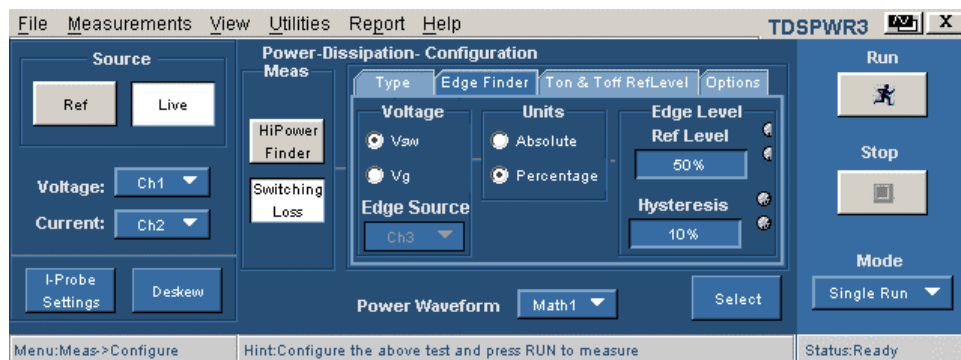 File Measurements View Utilities Report Help
TDSPWR3
X
Source
Ref Live
Voltage: Ch1
Current: Ch2
I-Probe
Settings
Deskew
Power-Dissipation- Configuration
Meas
HiPower
Finder
Switching
Loss
Type Edge Finder Ton & Toff RefLevel Options
Voltage
Vsw
Vg
Edge Source
Ch3
Units
Absolute
Percentage
Edge Level
Ref Level
50%
Hysteresis
10%
Power Waveform Math1
Select
Run
Stop
Mode
Single Run
Menu:Meas->Configure
Hint:Configure the above test and press RUN to measure
Status:Ready